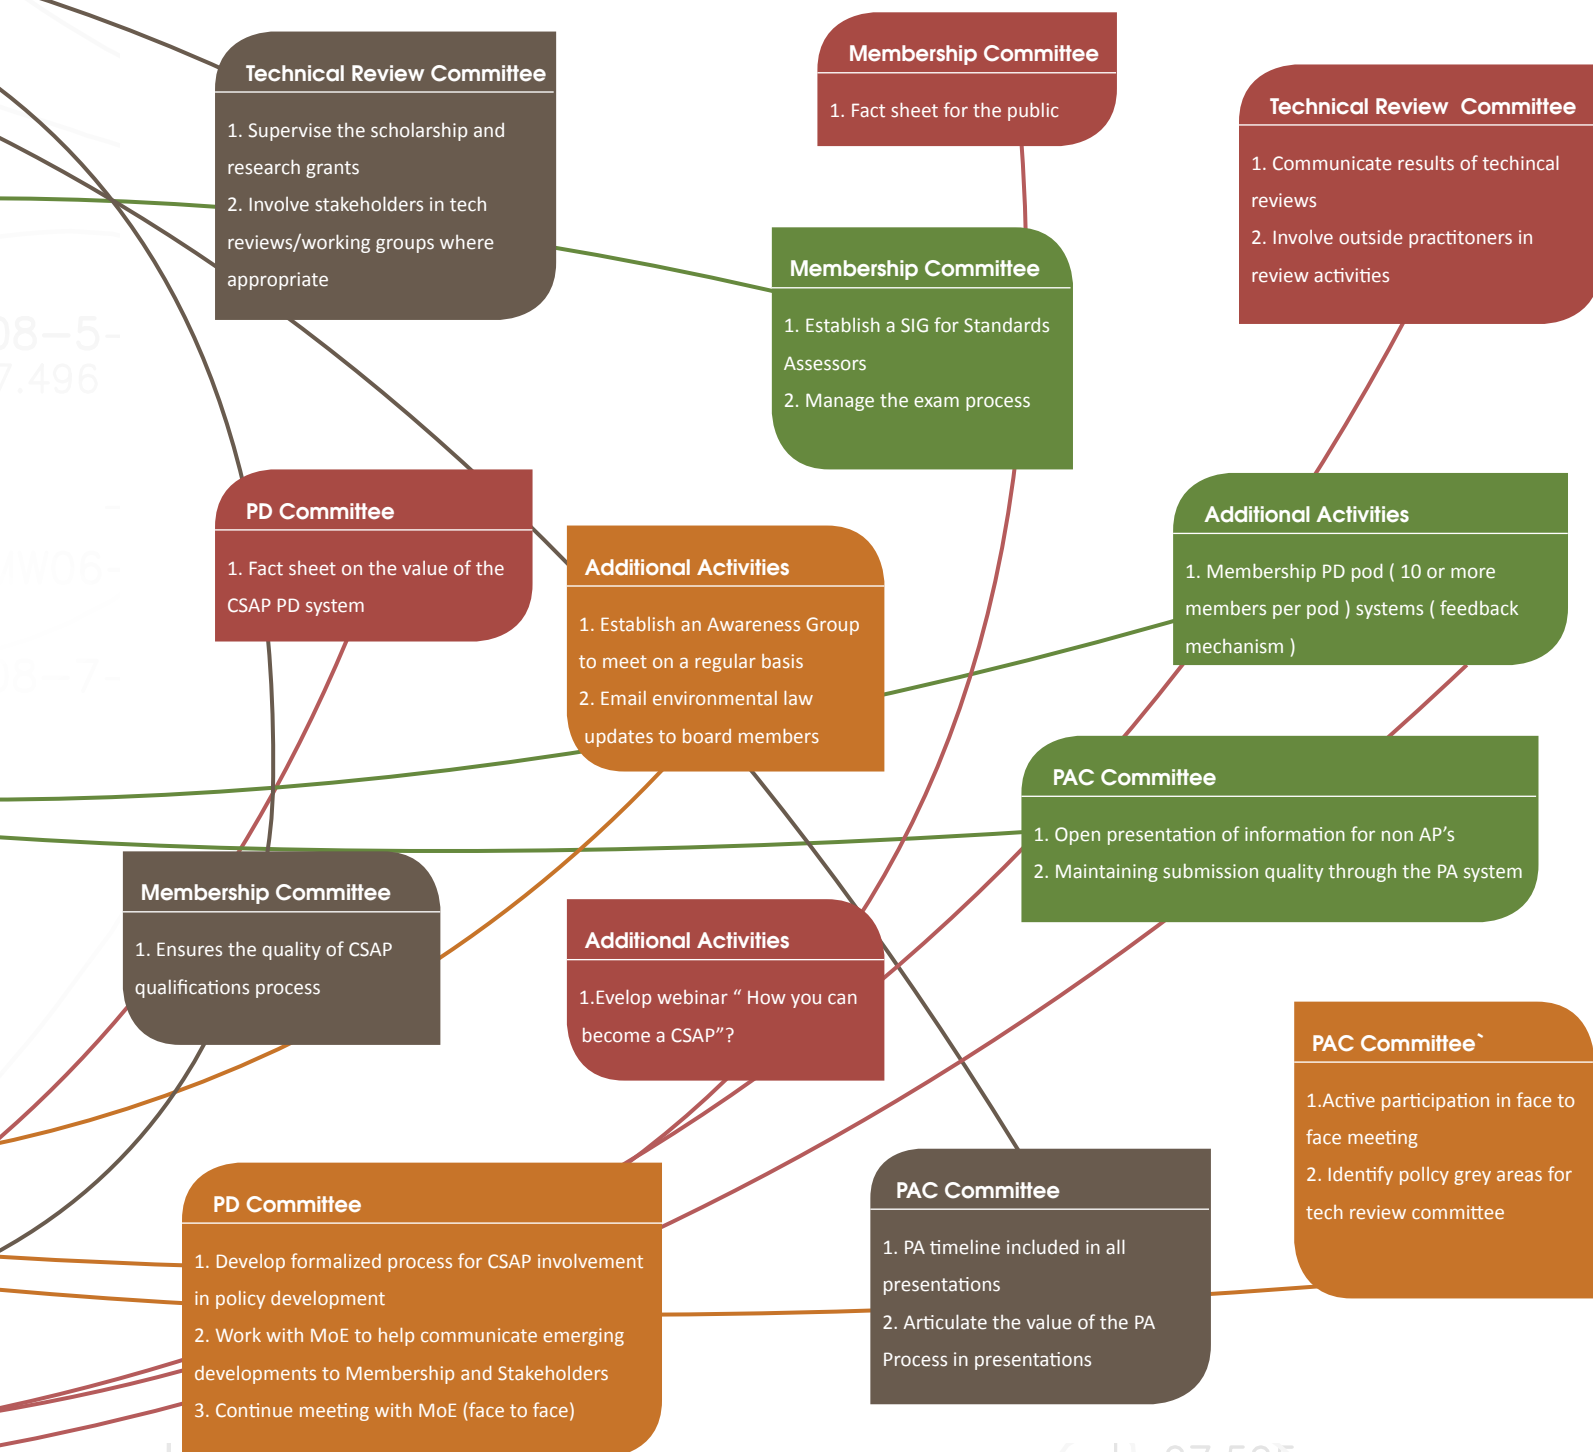 Technical Review Committee
1. Supervise the scholarship and
research grants
2. Involve stakeholders in tech
reviews/working groups where
appropriate
Membership Committee
1. Fact sheet for the public
Technical Review  Committee
1. Communicate results of techincal
reviews
2. Involve outside practitoners in
review activities
Membership Committee
1. Establish a SIG for Standards
Assessors
2. Manage the exam process
08-5-
7.496
PD Committee
1. Fact sheet on the value of the
CSAP PD system
Additional Activities
1. Establish an Awareness Group
to meet on a regular basis
2. Email environmental law
updates to board members
Additional Activities
1. Membership PD pod ( 10 or more
members per pod ) systems ( feedback
mechanism )
MW06-
08-7-
PAC Committee
1. Open presentation of information for non AP's
2. Maintaining submission quality through the PA system
Membership Committee
1. Ensures the quality of CSAP
qualifications process
Additional Activities
1.Evelop webinar “ How you can
become a CSAP”?
PAC Committee`
1.Active participation in face to
face meeting
2. Identify pollcy grey areas for
tech review committee
PD Committee
1. Develop formalized process for CSAP involvement
in policy development
2. Work with MoE to help communicate emerging
developments to Membership and Stakeholders
3. Continue meeting with MoE (face to face)
PAC Committee
1. PA timeline included in all
presentations
2. Articulate the value of the PA
Process in presentations